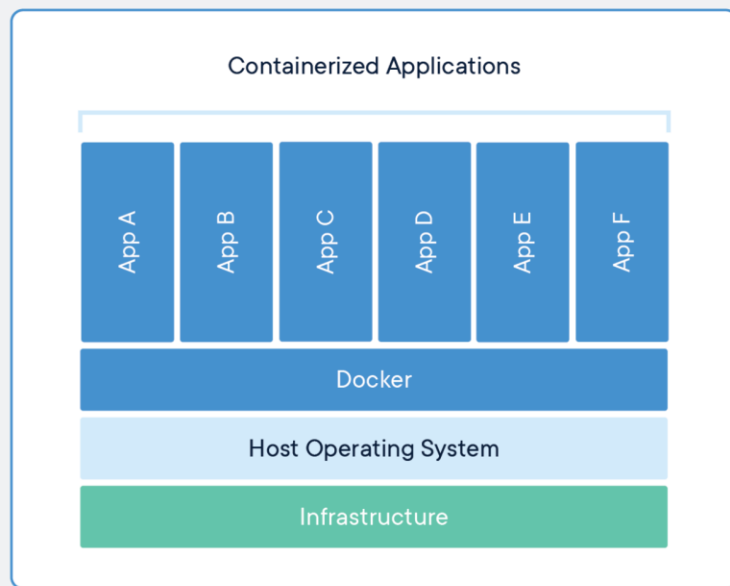 Containerized Applications
App A
App B
App C
App D
App E
App F
Docker
Host Operating System
Infrastructure